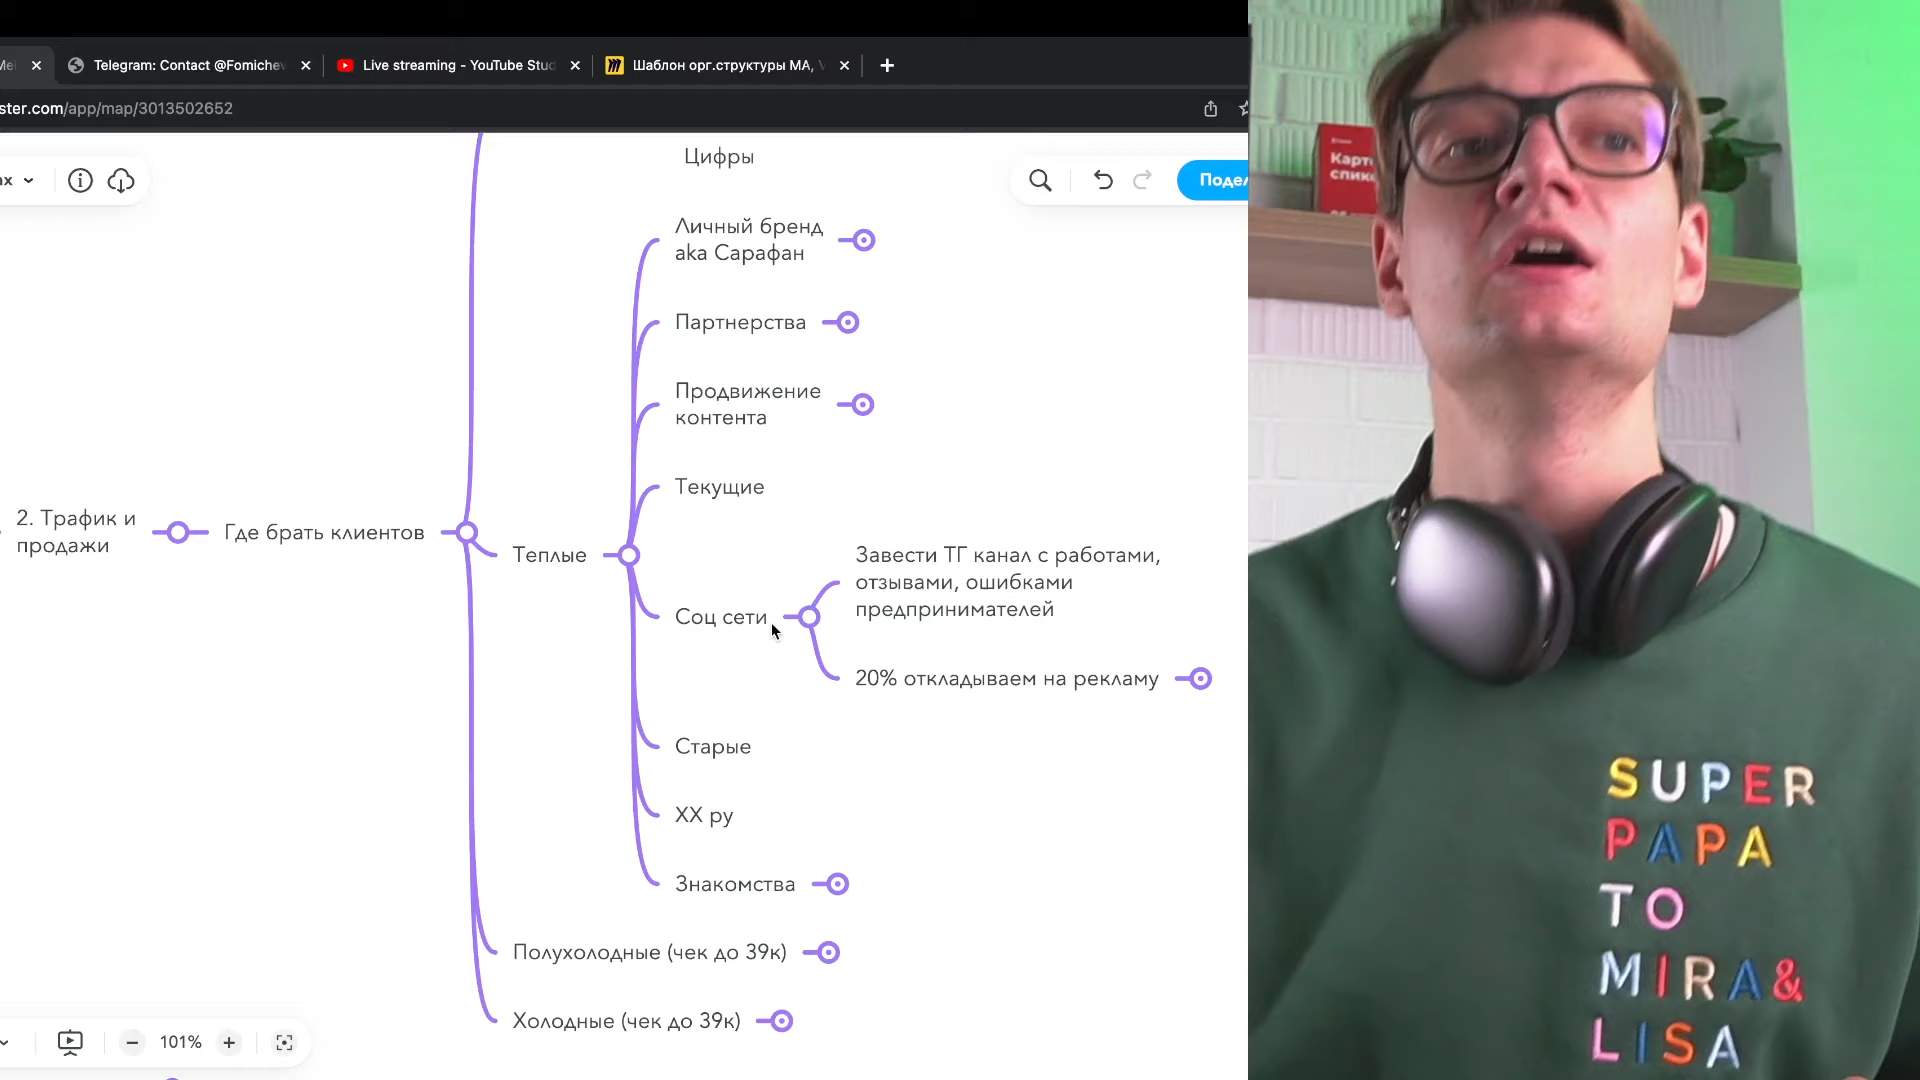 Telegram: Contact @Fomichev
Live streaming - YouTube Stud
Шаблон орг.структуры МА, V
ster.com/app/map/3013502652
Цифры
Личный бренд
aka Сарафан
Партнерства
Продвижение
контента
Текущие
2. Трафик и
продажи
Где брать клиентов
Теплые
Соц сети
Завести ТГ канал с работами,
отзывами, ошибками
предпринимателей
20% откладываем на рекламу
Старые
ХХ ру
Знакомства
Полухолодные (чек до 39к)
Холодные (чек до 39к)
101%
Подел
Карт
спик
SUPER
PAPA
TO
MIRA&
LISA